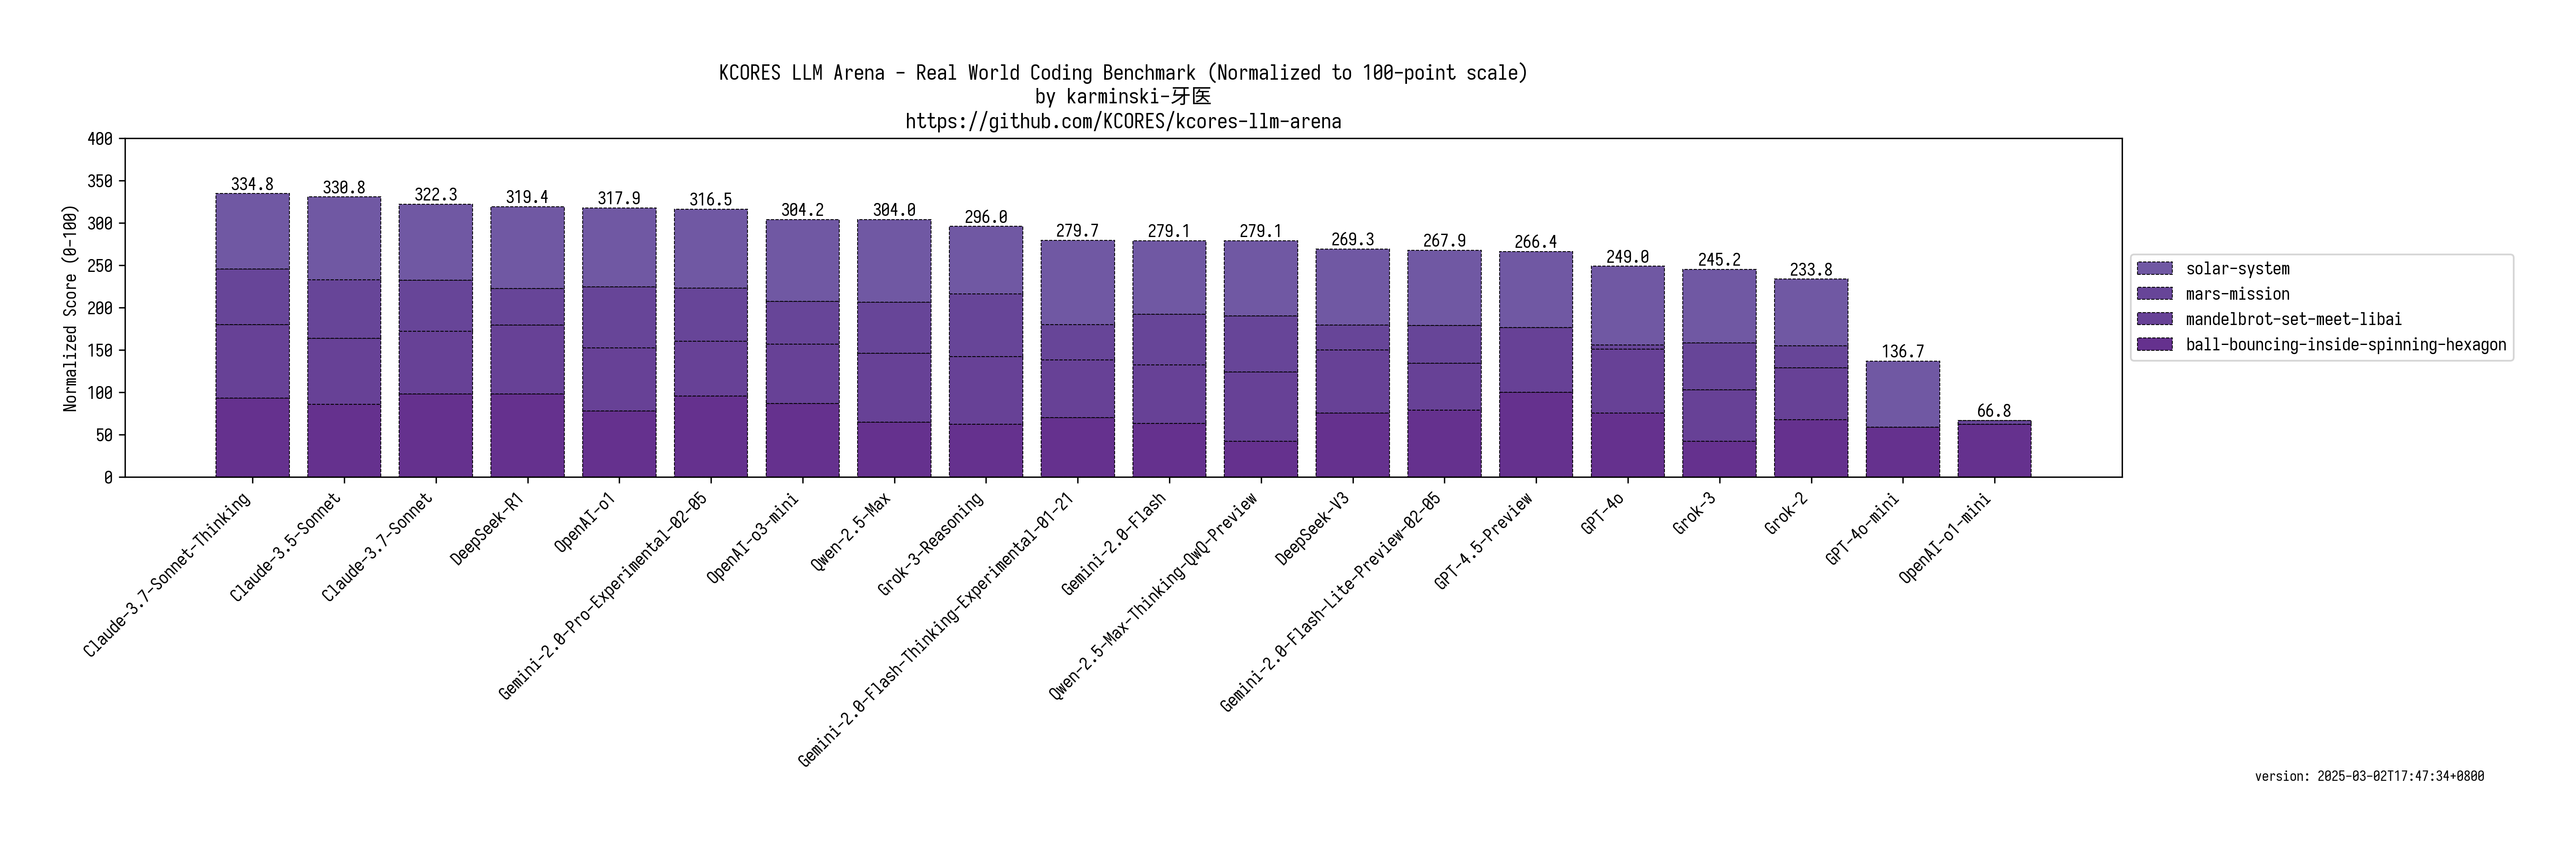 KCORES LLM Arena - Real World Coding Benchmark (Normalized to 100-point scale)
by karminski-牙医
https://github.com/KCORES/kcores-llm-arena
Normalized Score (0-100)
400
350
300
250
200
150
100
50
0
334.8
330.8
322.3
319.4
317.9
316.5
304.2
304.0
296.0
279.7
279.1
279.1
269.3
267.9
266.4
249.0
245.2
233.8
136.7
66.8
Claude-3.7-Sonnet-Thinking
Claude-3.5-Sonnet
Claude-3.7-Sonnet
DeepSeek-R1
OpenAI-o1
Gemini-2.0-Pro-Experimental-02-05
OpenAI-o3-mini
Qwen-2.5-Max
Grok-3-Reasoning
Gemini-2.0-Flash-Thinking-Experimental-01-21
Gemini-2.0-Flash
Qwen-2.5-Max-Thinking-QwQ-Preview
DeepSeek-V3
Gemini-2.0-Flash-Lite-Preview-02-05
GPT-4.5-Preview
GPT-4o
Grok-3
Grok-2
GPT-4o-mini
OpenAI-o1-mini
solar-system
mars-mission
mandelbrot-set-meet-libai
ball-bouncing-inside-spinning-hexagon
version: 2025-03-02T17:47:34+0800